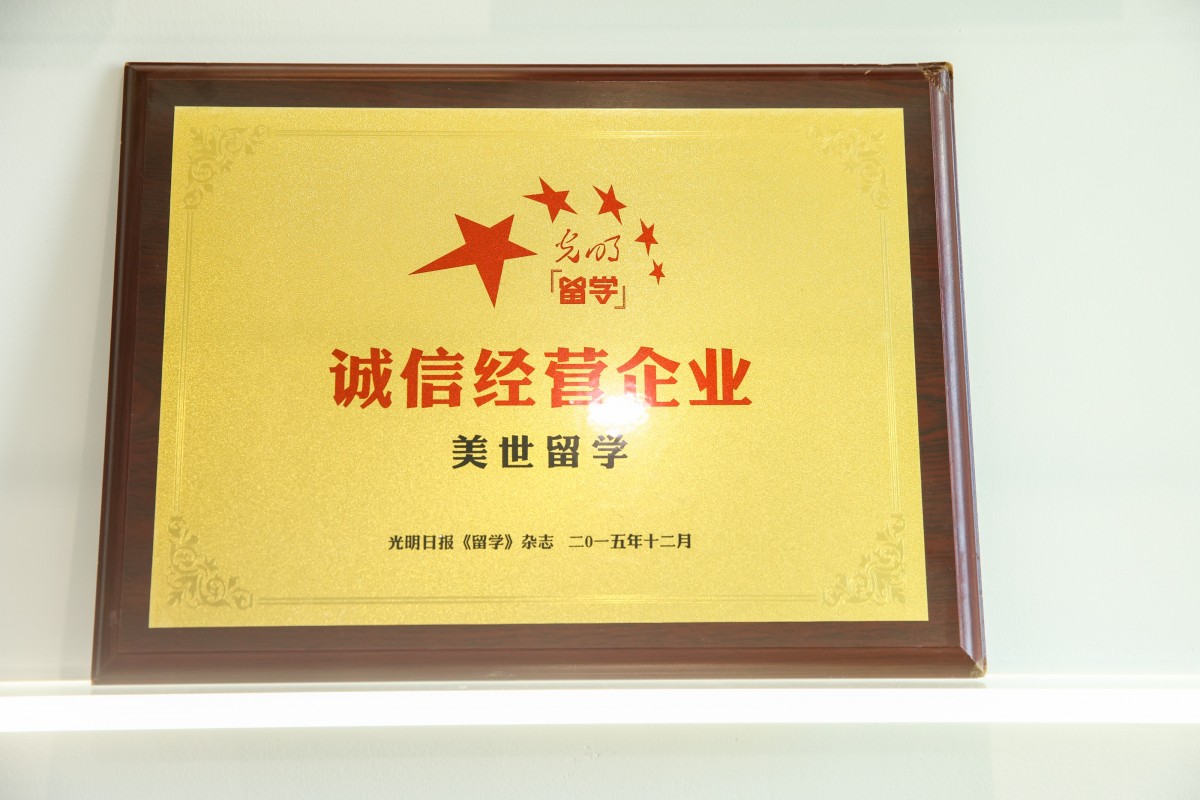 光明
「留学」
诚信经营企业
美世留学
光明日报《留学》杂志 二0一五年十二月